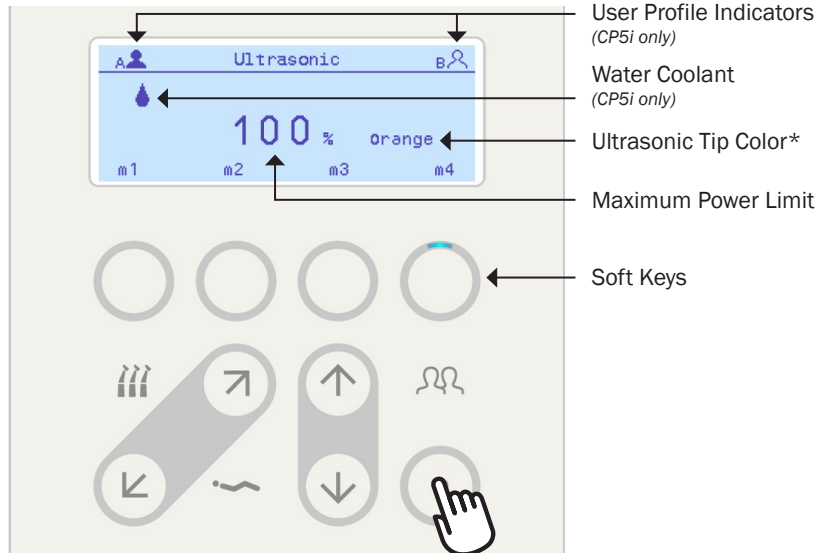 User Profile Indicators
(CP5i only)
A Ultrasonic B
Water Coolant
(CP5i only)
100 % Orange
Ultrasonic Tip Color*
m1 m2 m3 m4
Maximum Power Limit
Soft Keys